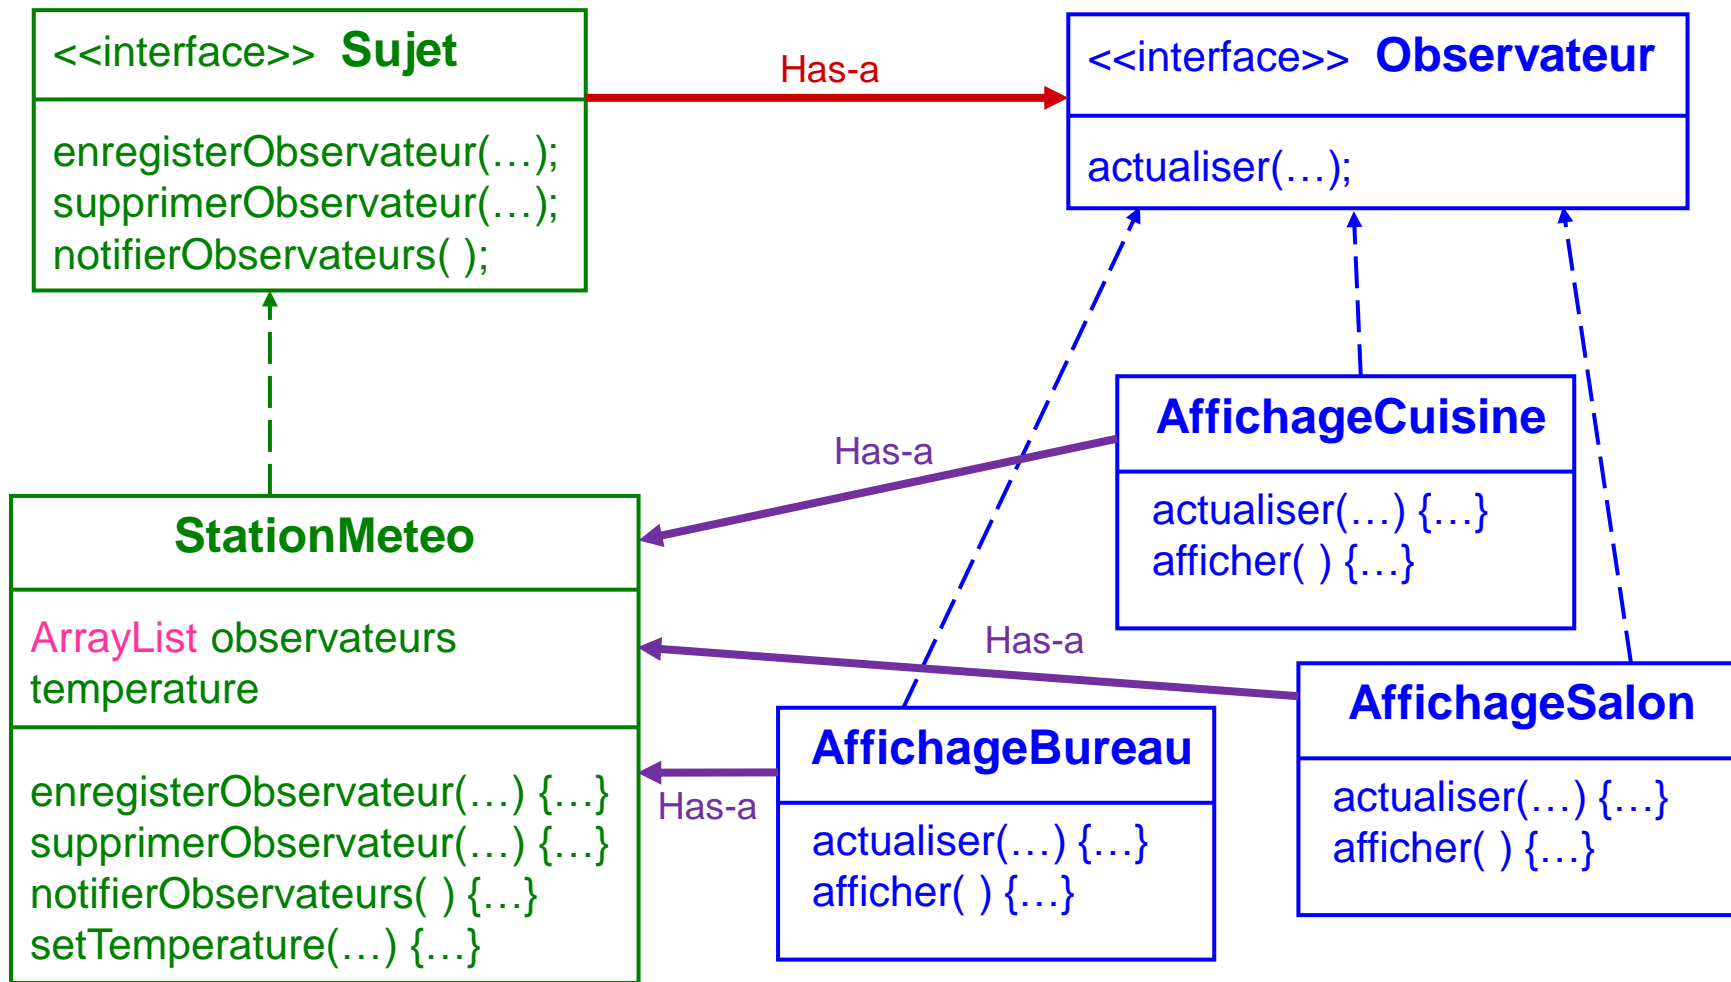 <<interface>> Sujet
enregisterObservateur(…);
supprimerObservateur(…);
notifierObservateurs( );
Has-a
<<interface>> Observateur
actualiser(…);
StationMeteo
ArrayList observateurs
temperature
enregisterObservateur(…) {…}
supprimerObservateur(…) {…}
notifierObservateurs( ) {…}
setTemperature(…) {…}
Has-a
Has-a
Has-a
AffichageCuisine
actualiser(…) {…}
afficher( ) {…}
AffichageBureau
actualiser(…) {…}
afficher( ) {…}
AffichageSalon
actualiser(…) {…}
afficher( ) {…}